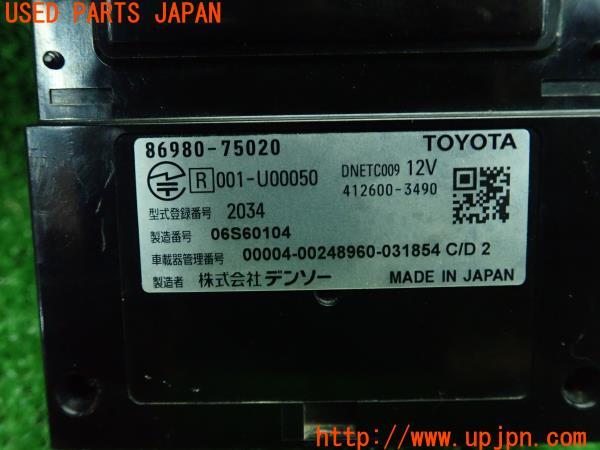 USED PARTS JAPAN
86980-75020
TOYOTA
R 001-U00050
DNETC009 12V
412600-3490
型式登録番号 2034
製造番号 06S60104
車載器管理番号 00004-00248960-031854 C/D 2
製造者 株式会社デンソー
MADE IN JAPAN
http://www.upjpn.com